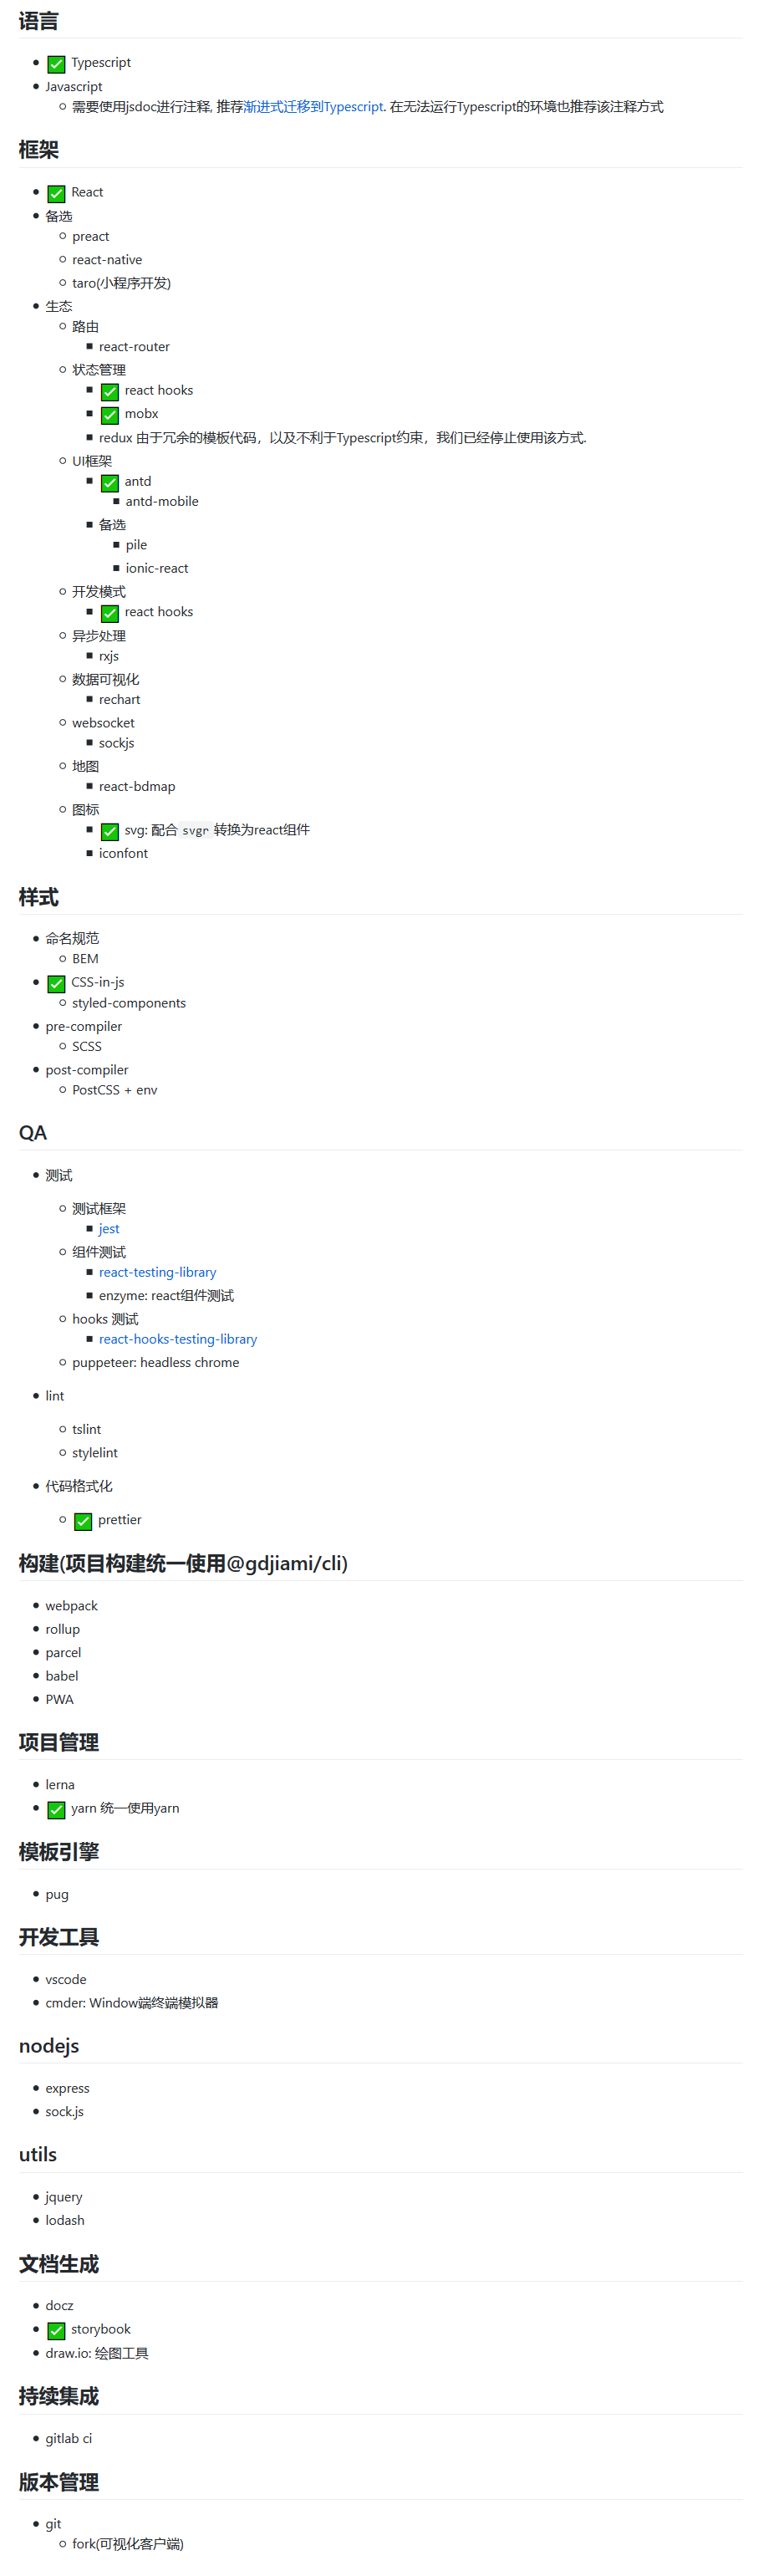 语言
Typescript
Javascript
需要使用jsdoc进行注释, 推荐渐进式迁移到Typescript. 在无法运行Typescript的环境也推荐该注释方式
框架
React
备选
preact
react-native
taro(小程序开发)
生态
路由
react-router
状态管理
react hooks
mobx
redux 由于冗余的模板代码，以及不利于Typescript约束，我们已经停止使用该方式.
UI框架
antd
antd-mobile
备选
pile
ionic-react
开发模式
react hooks
异步处理
rxjs
数据可视化
rechart
websocket
sockjs
地图
react-bdmap
图标
svg: 配合 svgr 转换为react组件
iconfont
样式
命名规范
BEM
CSS-in-js
styled-components
pre-compiler
SCSS
post-compiler
PostCSS + env
QA
测试
测试框架
jest
组件测试
react-testing-library
enzyme: react组件测试
hooks 测试
react-hooks-testing-library
puppeteer: headless chrome
lint
tslint
stylelint
代码格式化
prettier
构建(项目构建统一使用@gdjiami/cli)
webpack
rollup
parcel
babel
PWA
项目管理
lerna
yarn 统一使用yarn
模板引擎
pug
开发工具
vscode
cmder: Window端终端模拟器
nodejs
express
sock.js
utils
jquery
lodash
文档生成
docz
storybook
draw.io: 绘图工具
持续集成
gitlab ci
版本管理
git
fork(可视化客户端)